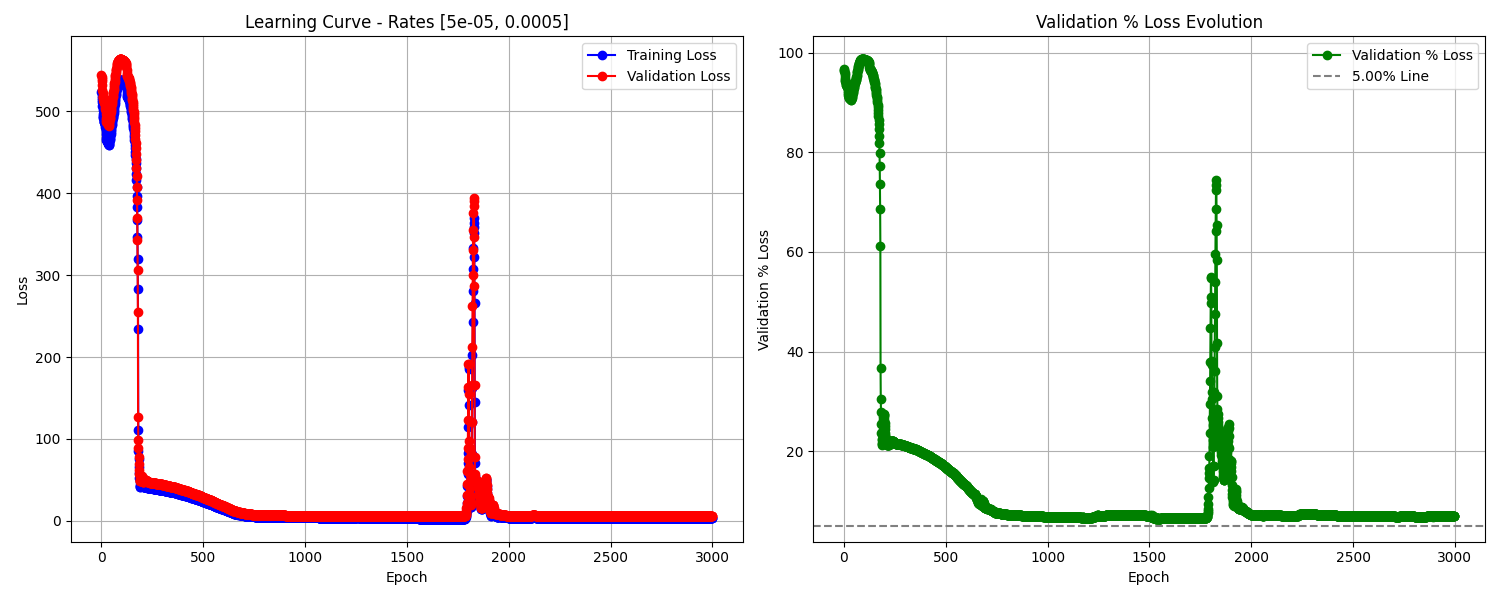 Learning Curve - Rates [5e-05, 0.0005]
Training Loss
Validation Loss
500
400
300
200
100
0
Loss
0 500 1000 1500 2000 2500 3000
Epoch
Validation % Loss Evolution
Validation % Loss
5.00% Line
100
80
60
40
20
Validation % Loss
0 500 1000 1500 2000 2500 3000
Epoch